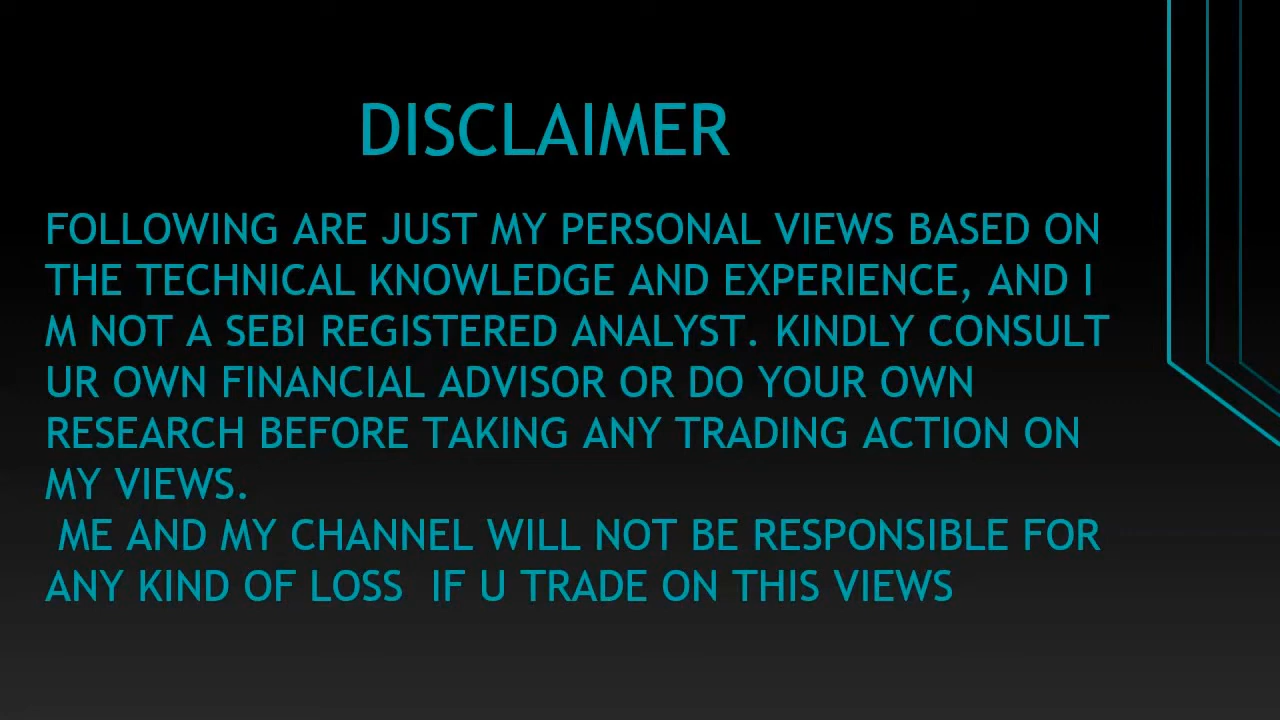 DISCLAIMER
FOLLOWING ARE JUST MY PERSONAL VIEWS BASED ON
THE TECHNICAL KNOWLEDGE AND EXPERIENCE, AND I
M NOT A SEBI REGISTERED ANALYST. KINDLY CONSULT
UR OWN FINANCIAL ADVISOR OR DO YOUR OWN
RESEARCH BEFORE TAKING ANY TRADING ACTION ON
MY VIEWS.
ME AND MY CHANNEL WILL NOT BE RESPONSIBLE FOR
ANY KIND OF LOSS  IF U TRADE ON THIS VIEWS